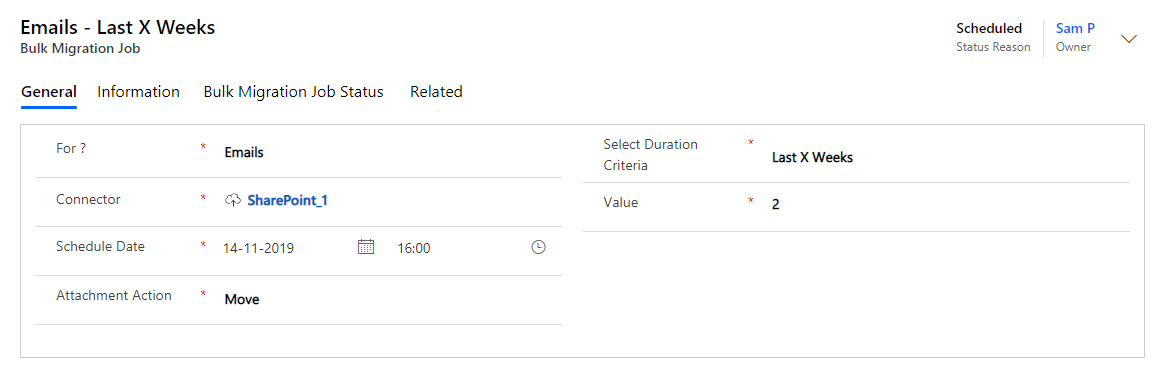 Emails - Last X Weeks
Bulk Migration Job
Scheduled
Status Reason
Sam P
Owner
General Information Bulk Migration Job Status Related
For ? * Emails
Connector * SharePoint_1
Schedule Date * 14-11-2019 16:00
Attachment Action * Move
Select Duration
Criteria * Last X Weeks
Value * 2